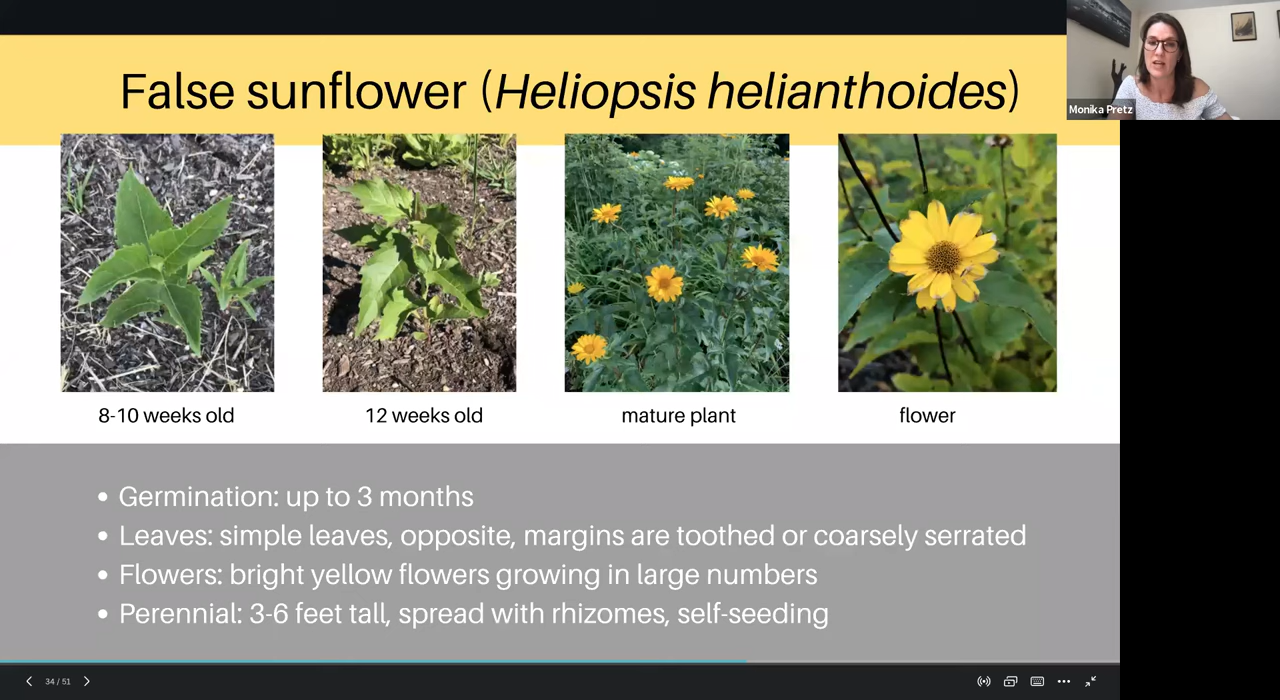 False sunflower (Heliopsis helianthoides)
Monika Pretz
8-10 weeks old
12 weeks old
mature plant
flower
• Germination: up to 3 months
• Leaves: simple leaves, opposite, margins are toothed or coarsely serrated
• Flowers: bright yellow flowers growing in large numbers
• Perennial: 3-6 feet tall, spread with rhizomes, self-seeding
34 / 51